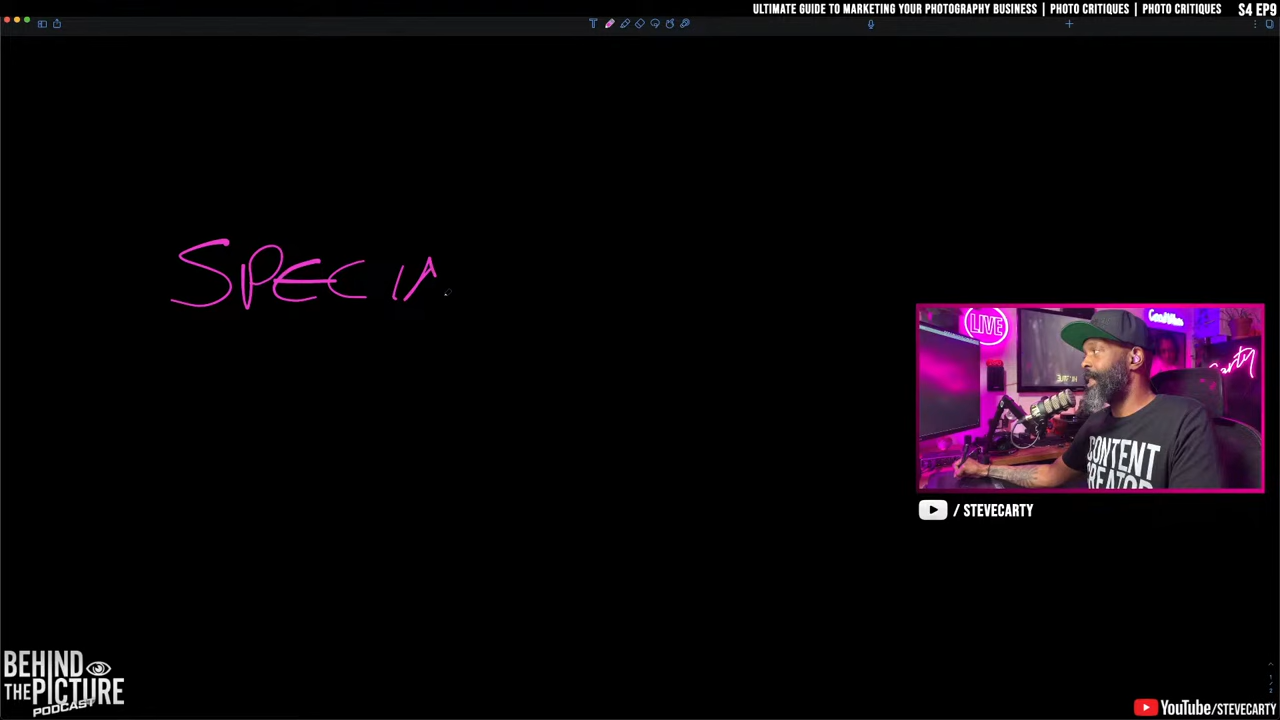 ULTIMATE GUIDE TO MARKETING YOUR PHOTOGRAPHY BUSINESS | PHOTO CRITIQUES | PHOTO CRITIQUES S4 EP9
SPECIA
LIVE
Carty
CONTENT
CREATOR
/ STEVECARTY
BEHIND
THE PICTURE
PODCAST
YouTube/STEVECARTY